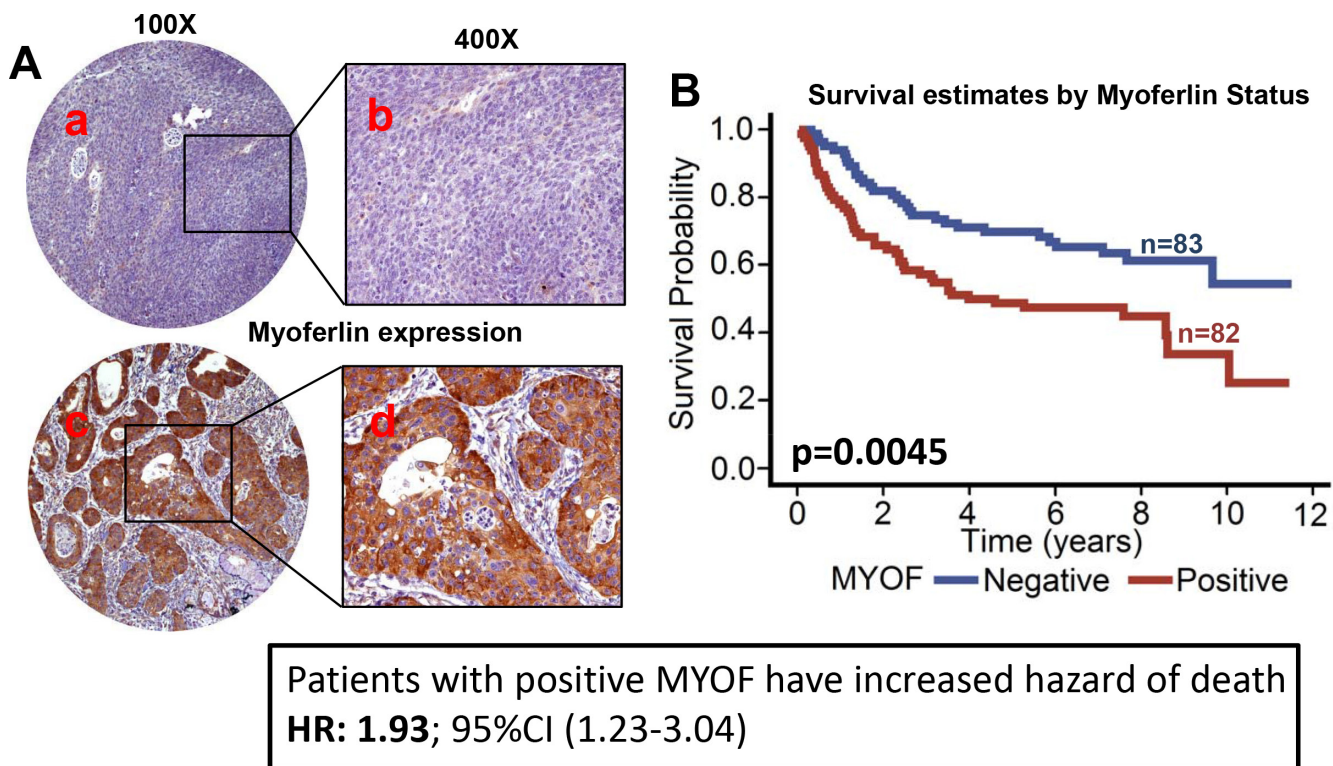 A
100X
400X
a
b
Myoferlin expression
c
d
B
Survival estimates by Myoferlin Status
Survival Probability
1.0
0.8
0.6
0.4
0.2
0.0
n=83
n=82
p=0.0045
0 2 4 6 8 10 12
Time (years)
MYOF Negative Positive
Patients with positive MYOF have increased hazard of death
HR: 1.93; 95%CI (1.23-3.04)